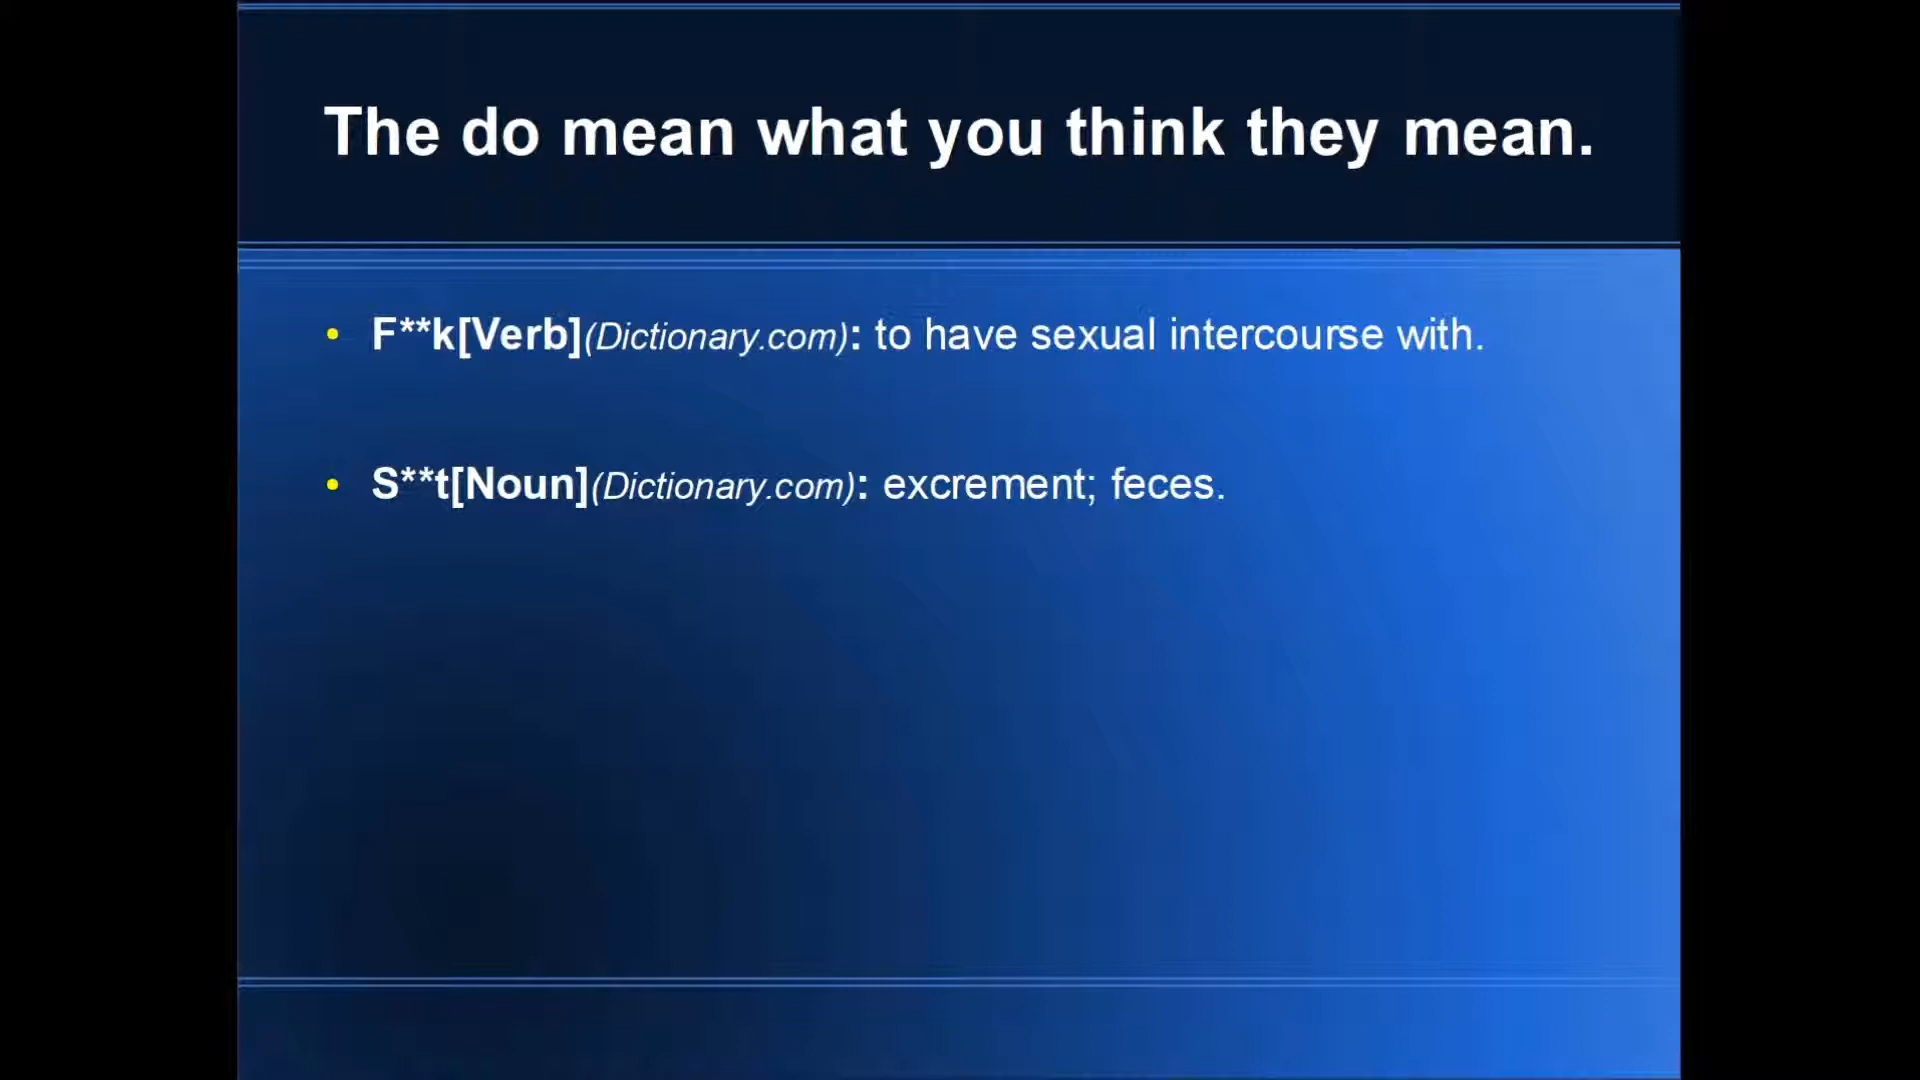 The do mean what you think they mean.
• F**k[Verb](Dictionary.com): to have sexual intercourse with.
• S**t[Noun](Dictionary.com): excrement; feces.